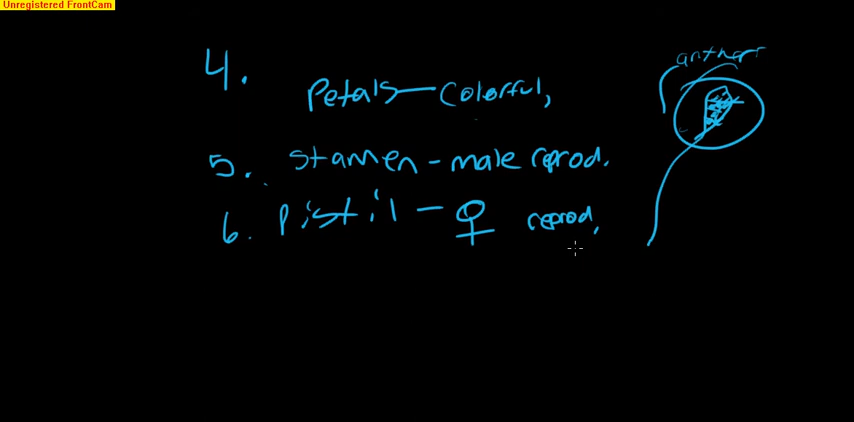 Unregistered FrontCam
4. Petals — Colorful,
anther
5. Stamen - male reprod.
6. Pistil - ♀ reprod.